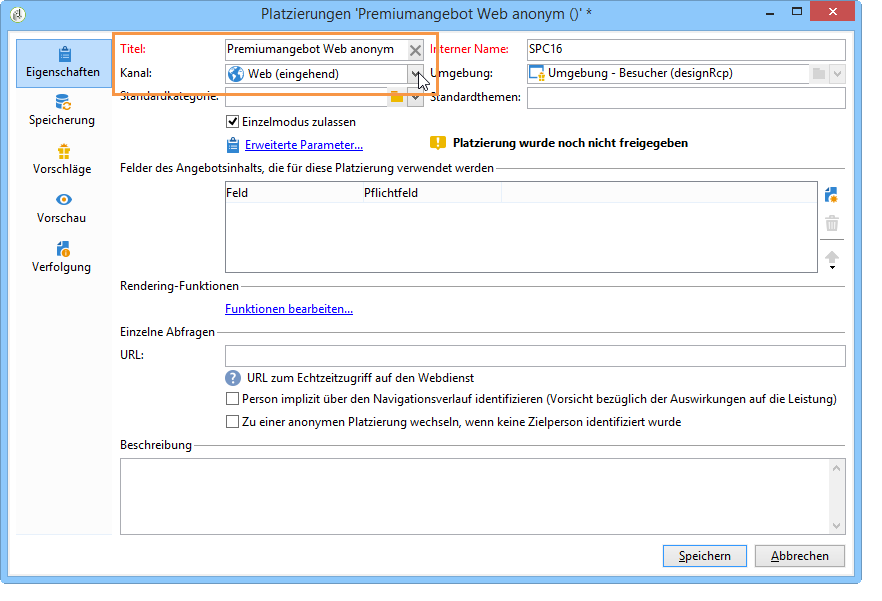 Platzierungen 'Premiumangebot Web anonym ()' *
Eigenschaften
Speicherung
Vorschläge
Vorschau
Verfolgung
Titel: Premiumangebot Web anonym Interner Name: SPC16
Kanal: Web (eingehend) Umgebung: Umgebung - Besucher (designRcp)
Standardkategorie: Standardthemen:
Einzelmodus zulassen
Erweiterte Parameter... Platzierung wurde noch nicht freigegeben
Felder des Angebotsinhalts, die für diese Platzierung verwendet werden
Feld Pflichtfeld
Rendering-Funktionen
Funktionen bearbeiten...
Einzelne Abfragen
URL:
URL zum Echtzeitzugriff auf den Webdienst
Person implizit über den Navigationsverlauf identifizieren (Vorsicht bezüglich der Auswirkungen auf die Leistung)
Zu einer anonymen Platzierung wechseln, wenn keine Zielperson identifiziert wurde
Beschreibung
Speichern Abbrechen